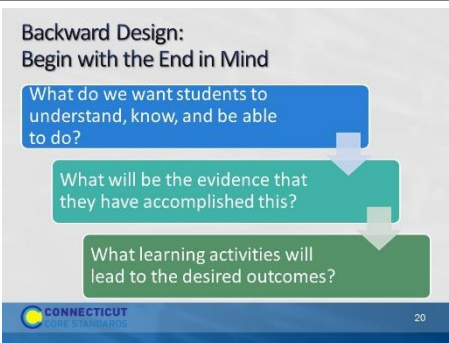 Backward Design:
Begin with the End in Mind
What do we want students to
understand, know, and be able
to do?
What will be the evidence that
they have accomplished this?
What learning activities will
lead to the desired outcomes?
CONNECTICUT
CORE STANDARDS
20